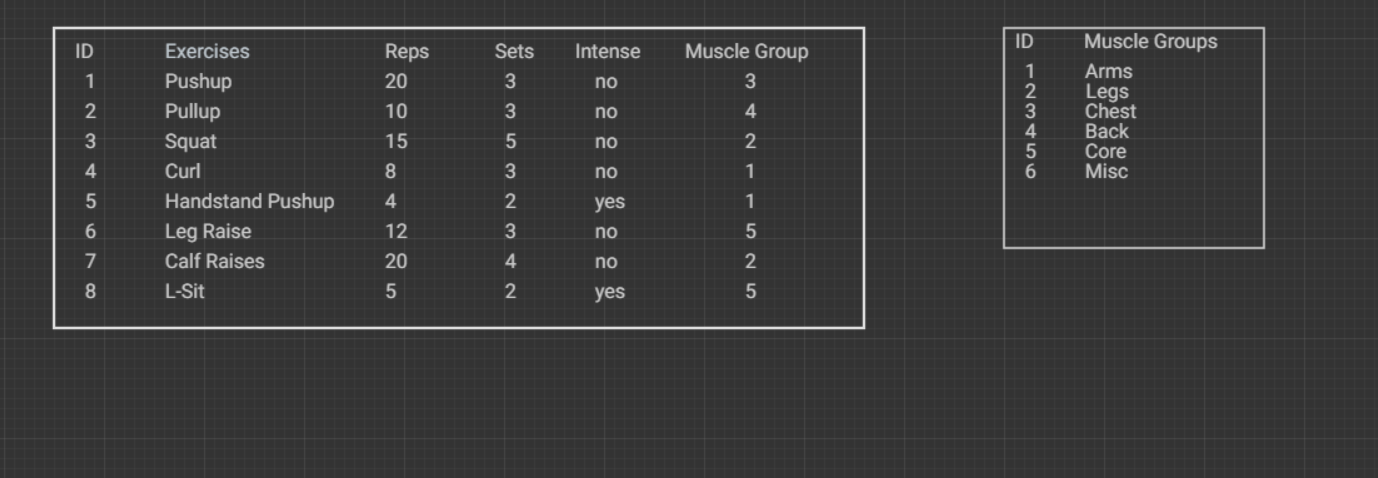 ID Exercises Reps Sets Intense Muscle Group
1 Pushup 20 3 no 3
2 Pullup 10 3 no 4
3 Squat 15 5 no 2
4 Curl 8 3 no 1
5 Handstand Pushup 4 2 yes 1
6 Leg Raise 12 3 no 5
7 Calf Raises 20 4 no 2
8 L-Sit 5 2 yes 5
ID Muscle Groups
1 Arms
2 Legs
3 Chest
4 Back
5 Core
6 Misc